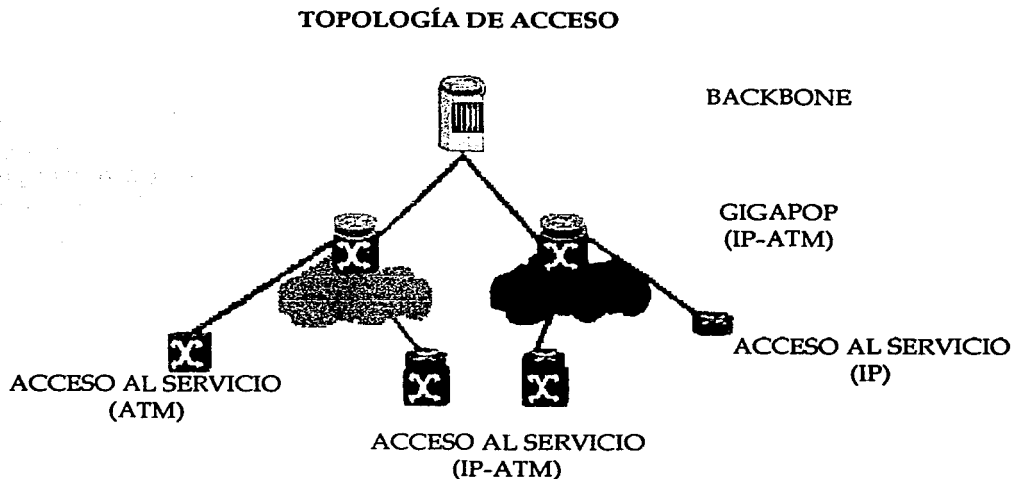 TOPOLOGÍA DE ACCESO
BACKBONE
GIGAPOP
(IP-ATM)
ACCESO AL SERVICIO
(IP)
ACCESO AL SERVICIO
(ATM)
ACCESO AL SERVICIO
(IP-ATM)